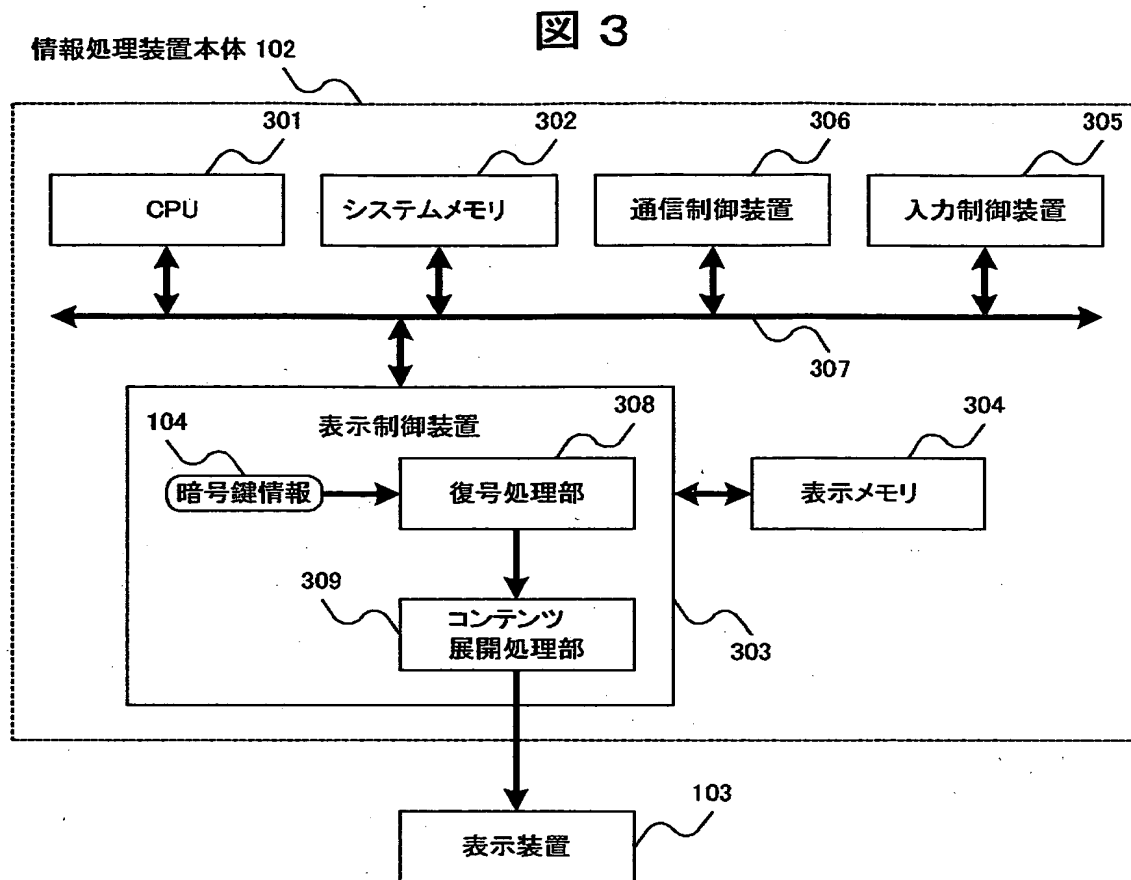 図 3
情報処理装置本体 102
301
302
306
305
CPU
システムメモリ
通信制御装置
入力制御装置
307
表示制御装置
308
304
104
暗号鍵情報
復号処理部
表示メモリ
309
コンテンツ
展開処理部
303
103
表示装置